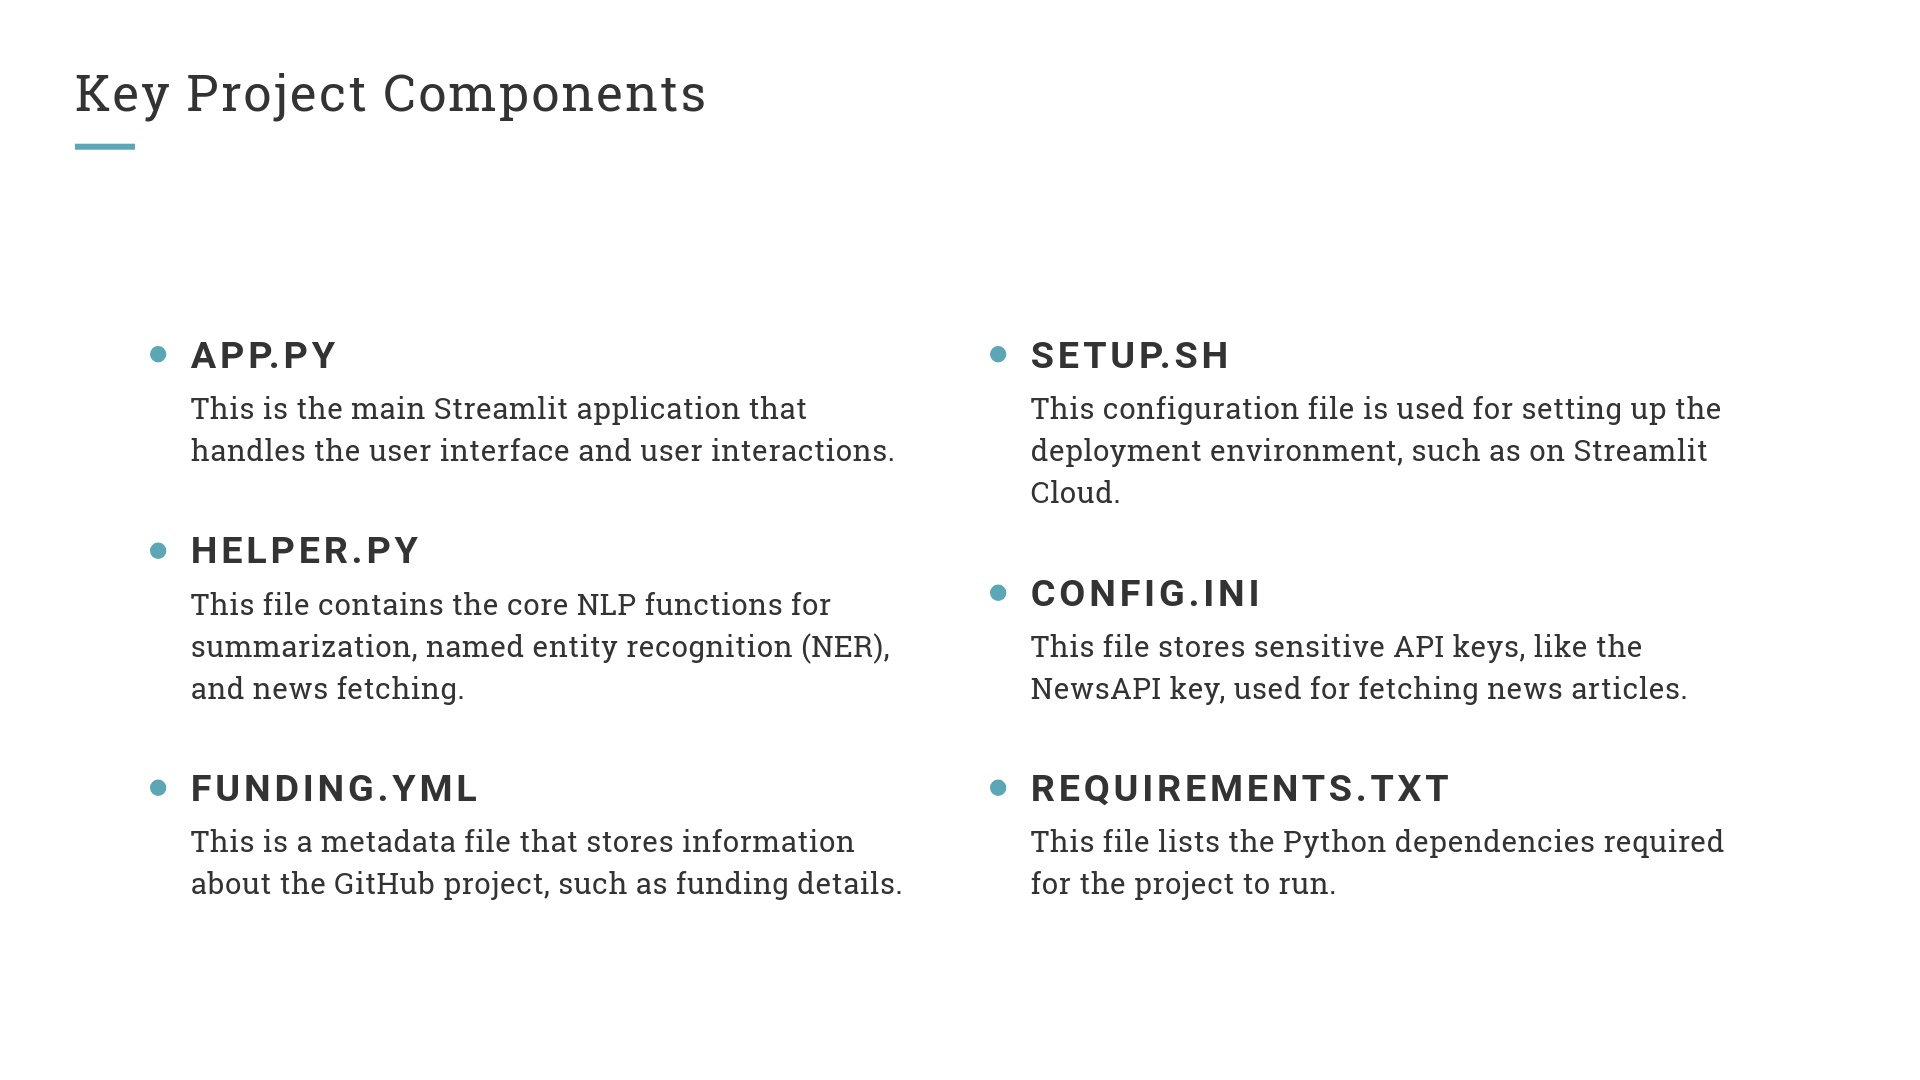 Key Project Components
APP.PY
This is the main Streamlit application that
handles the user interface and user interactions.
HELPER.PY
This file contains the core NLP functions for
summarization, named entity recognition (NER),
and news fetching.
FUNDING.YML
This is a metadata file that stores information
about the GitHub project, such as funding details.
SETUP.SH
This configuration file is used for setting up the
deployment environment, such as on Streamlit
Cloud.
CONFIG.INI
This file stores sensitive API keys, like the
NewsAPI key, used for fetching news articles.
REQUIREMENTS.TXT
This file lists the Python dependencies required
for the project to run.